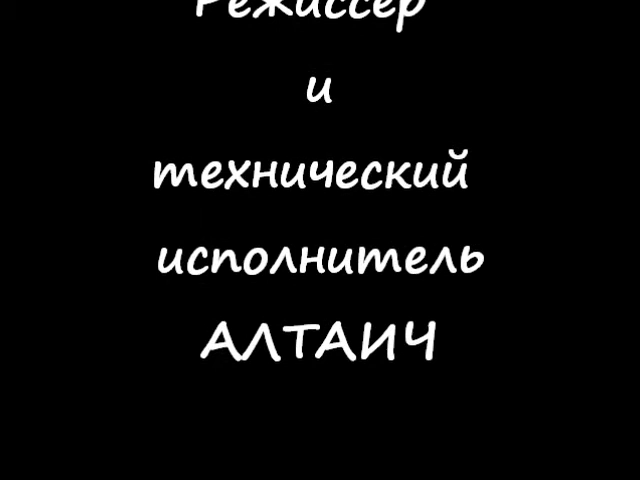 Режиссер
и
технический
исполнитель
АЛТАИЧ